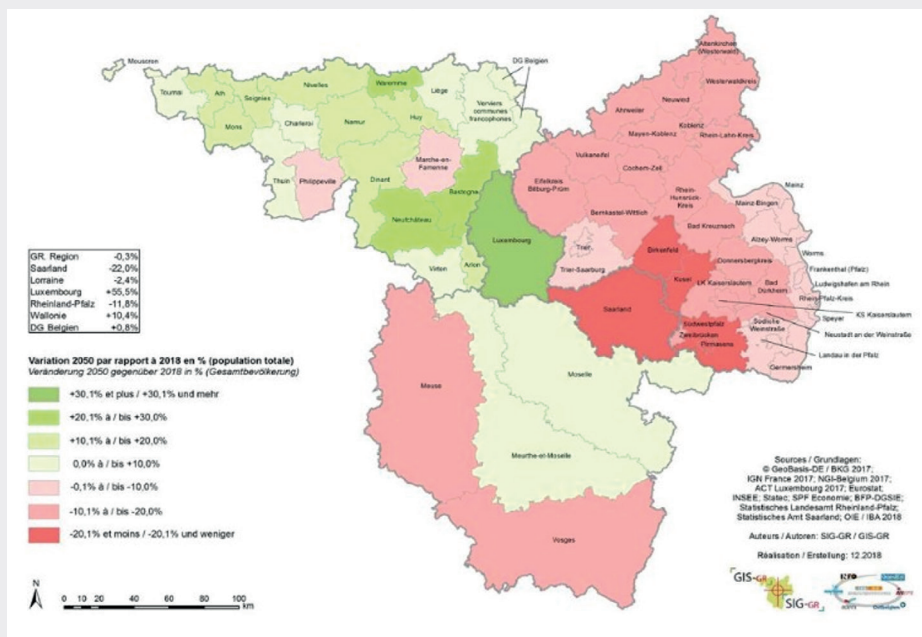 Mouscron
DG Belgien
Tournai
Ath
Soignies
Nivelles
Waremme
Liège
Verviers
communes
francophones
Mons
Charleroi
Namur
Huy
Thuin
Philippeville
Dinant
Marche-en-
Famenne
Bastogne
Neufchâteau
Virton
Arlon
Luxembourg
Altenkirchen
(Westerwald)
Westerwaldkreis
Neuwied
Ahrweiler
Koblenz
Mayen-Koblenz
Rhein-Lahn-Kreis
Vulkaneifel
Cochem-Zell
Eifelkreis
Bitburg-Prüm
Rhein-
Hunsrück-
Kreis
Bernkastel-Wittlich
Mainz
Mainz-Bingen
Bad Kreuznach
Alzey-Worms
Trier
Trier-Saarburg
Birkenfeld
Donnersbergkreis
Worms
Frankenthal (Pfalz)
Ludwigshafen am Rhein
Kusel
LK Kaiserslautern
Bad
Dürkheim
Rhein-Pfalz-Kreis
KS Kaiserslautern
Speyer
Neustadt an der Weinstraße
Saarland
Südwestpfalz
Zweibrücken
Pirmasens
Südliche
Weinstraße
Landau in der Pfalz
Germersheim
Meuse
Moselle
Meurthe-et-Moselle
Vosges
GR. Region -0,3%
Saarland -22,0%
Lorraine -2,4%
Luxembourg +55,5%
Rheinland-Pfalz -11,8%
Wallonie +10,4%
DG Belgien +0,8%
Variation 2050 par rapport à 2018 en % (population totale)
Veränderung 2050 gegenüber 2018 in % (Gesamtbevölkerung)
+30,1% et plus / +30,1% und mehr
+20,1% à / bis +30,0%
+10,1% à / bis +20,0%
0,0% à / bis +10,0%
-0,1% à / bis -10,0%
-10,1% à / bis -20,0%
-20,1% et moins / -20,1% und weniger
N
0 10 20 40 60 80 100
km
Sources / Grundlagen:
© GeoBasis-DE / BKG 2017;
IGN France 2017; NGI-Belgium 2017;
ACT Luxembourg 2017; Eurostat;
INSEE; Statec; SPF Economie; BFP-DGSIE;
Statistisches Landesamt Rheinland-Pfalz;
Statistisches Amt Saarland; OIE / IBA 2018
Auteurs / Autoren: SIG-GR / GIS-GR
Réalisation / Erstellung: 12.2018
GIS-GR
SIG-GR